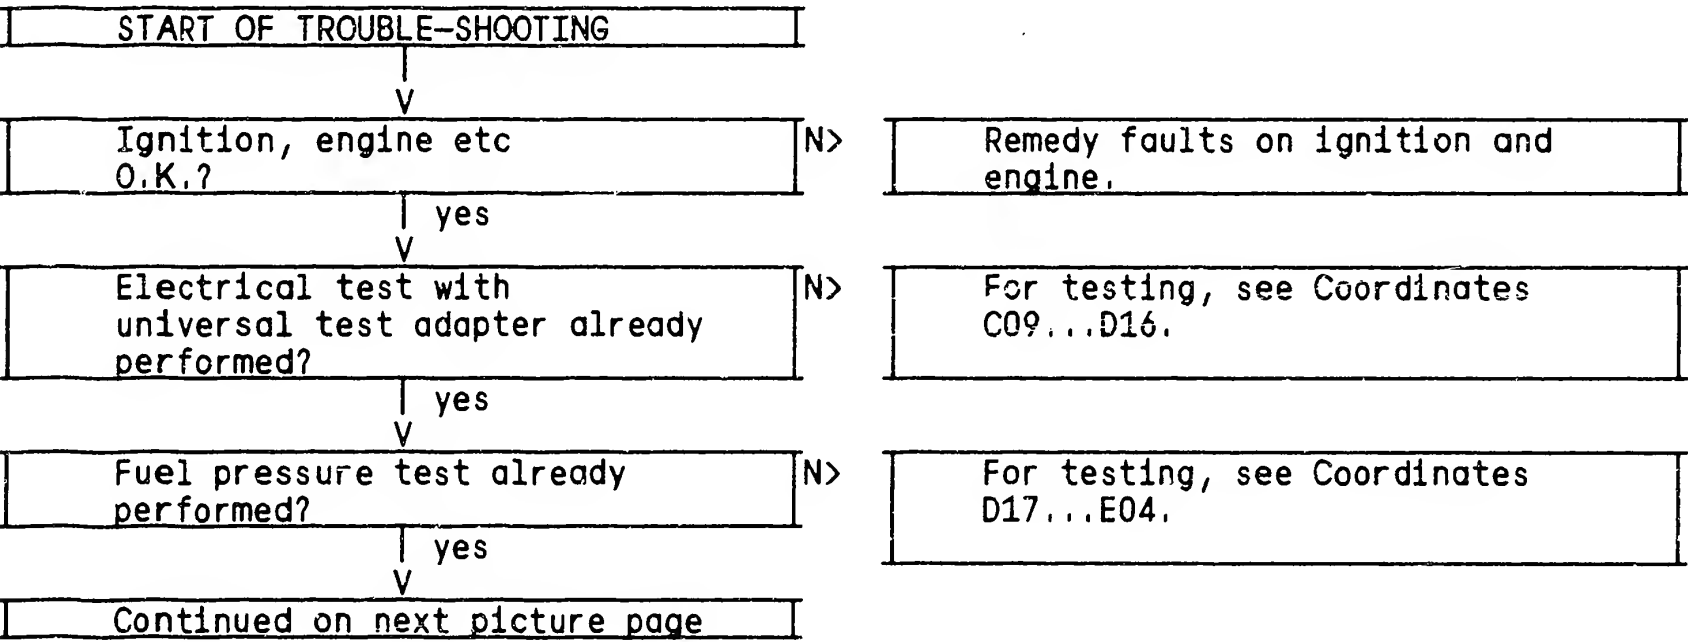 START OF TROUBLE-SHOOTING
V
Ignition, engine etc
O.K.?
N>
Remedy faults on ignition and
engine.
yes
V
Electrical test with
universal test adapter already
performed?
N>
For testing, see Coordinates
C09...D16.
yes
V
Fuel pressure test already
performed?
N>
For testing, see Coordinates
D17...E04.
yes
V
Continued on next picture page